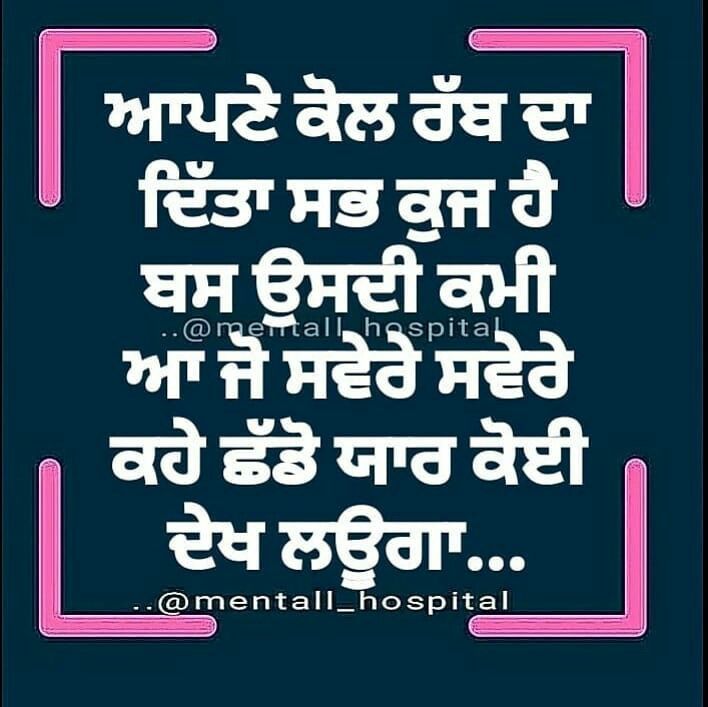 ਆਪਣੇ ਕੋਲ ਰੱਬ ਦਾ
ਦਿੱਤਾ ਸਭ ਕੁਜ ਹੈ
ਬਸ ਉਸਦੀ ਕਮੀ
..@mentall_hospital
ਆ ਜੋ ਸਵੇਰੇ ਸਵੇਰੇ
ਕਹੇ ਛੱਡੋ ਯਾਰ ਕੋਈ
ਦੇਖ ਲਊਗਾ...
..@mentall_hospital